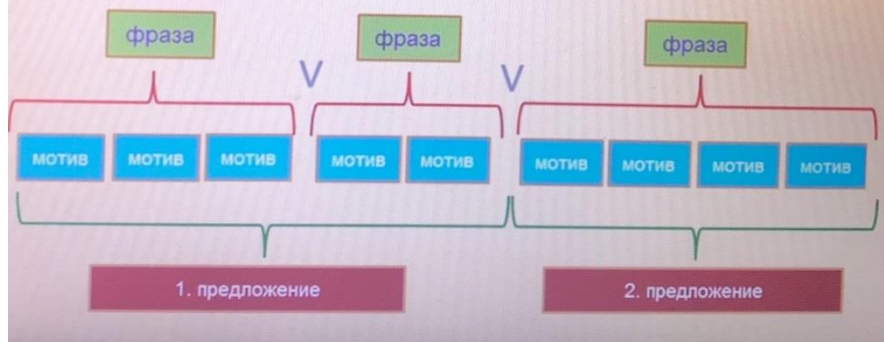 фраза
фраза
фраза
V
V
мотив мотив мотив мотив мотив мотив мотив мотив мотив
1. предложение
2. предложение